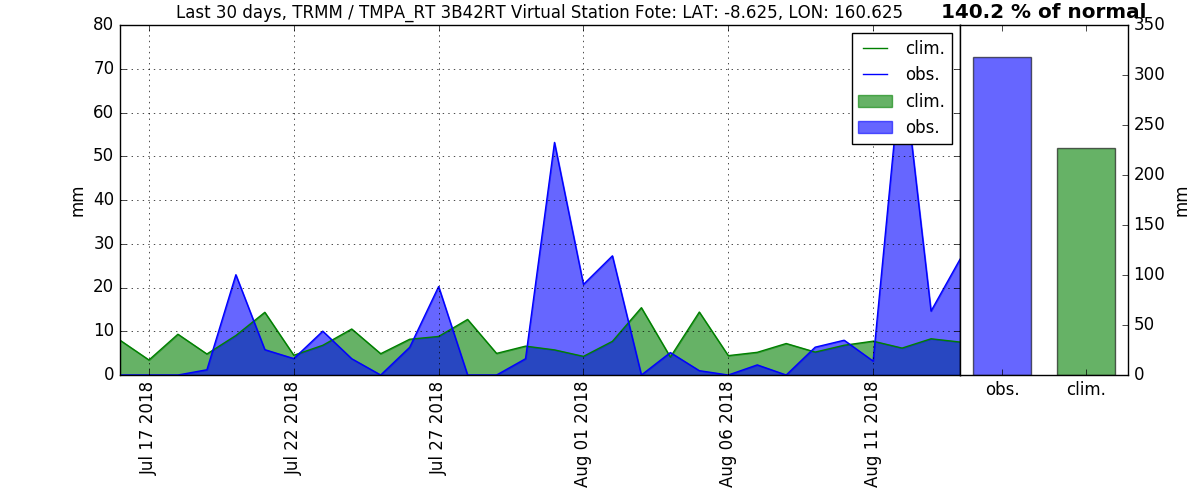 Last 30 days, TRMM / TMPA_RT 3B42RT Virtual Station Fote: LAT: -8.625, LON: 160.625
140.2 % of normal
80
70
60
50
40
30
20
10
0
mm
clim.
obs.
clim.
obs.
Jul 17 2018
Jul 22 2018
Jul 27 2018
Aug 01 2018
Aug 06 2018
Aug 11 2018
350
300
250
200
150
100
50
0
mm
obs.
clim.